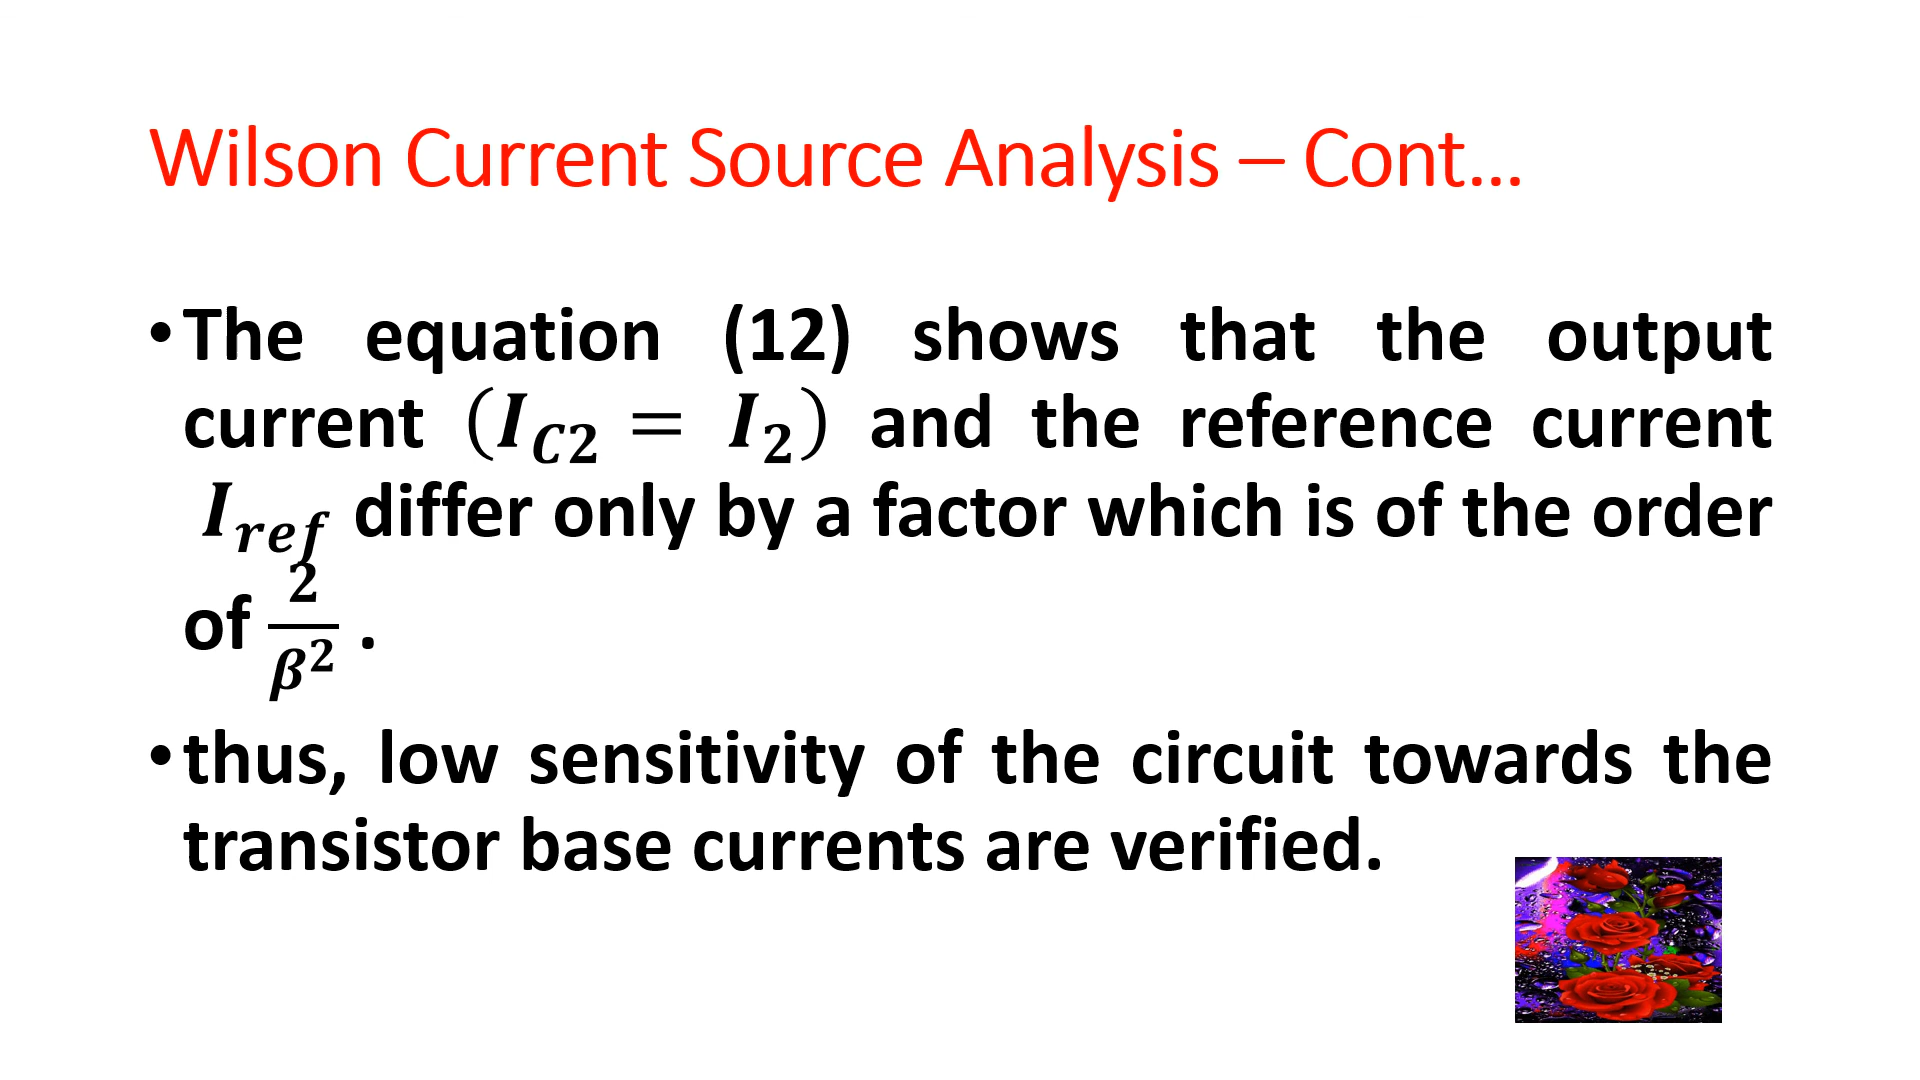 Wilson Current Source Analysis – Cont...
• The equation (12) shows that the output
current (I_{C2} = I_2) and the reference current
I_{ref} differ only by a factor which is of the order
of \frac{2}{β^2} .
• thus, low sensitivity of the circuit towards the
transistor base currents are verified.